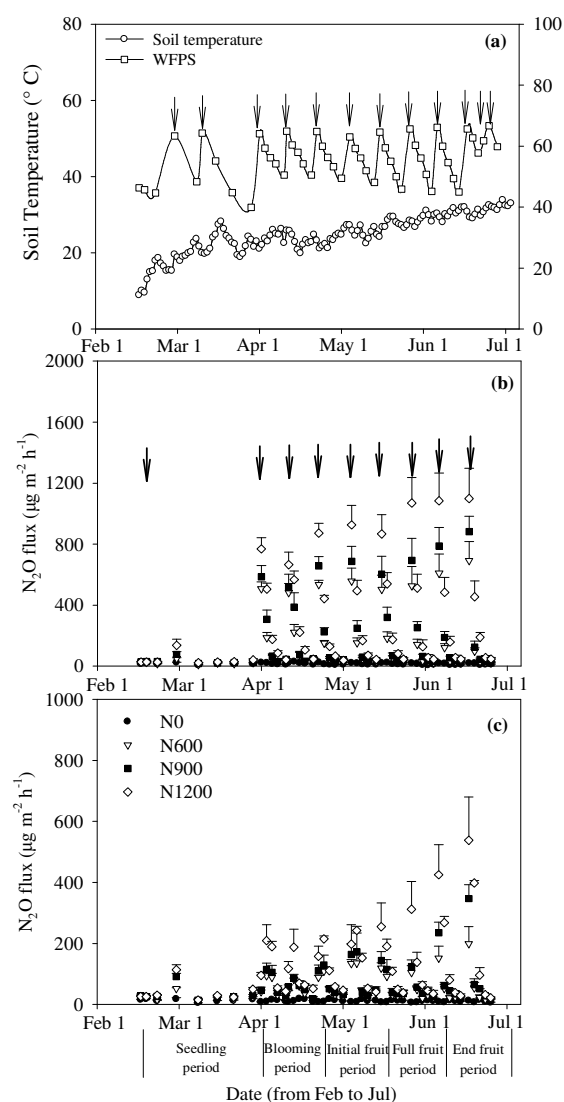 80
100
(a)
Soil temperature
WFPS
60
80
60
40
40
20
20
0
0
Soil Temperature (° C)
Feb 1 Mar 1 Apr 1 May 1 Jun 1 Jul 1
2000
(b)
1600
1200
800
400
0
N₂O flux (μg m⁻² h⁻¹)
Feb 1 Mar 1 Apr 1 May 1 Jun 1 Jul 1
1000
(c)
N0
N600
N900
N1200
800
600
400
200
0
N₂O flux (μg m⁻² h⁻¹)
Feb 1 Mar 1 Apr 1 May 1 Jun 1 Jul 1
Seedling period
Blooming period
Initial fruit period
Full fruit period
End fruit period
Date (from Feb to Jul)